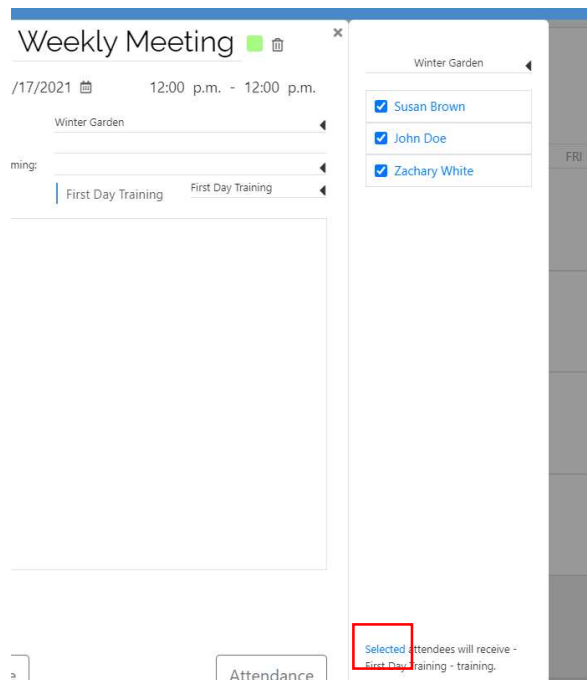 Weekly Meeting
×
/17/2021 12:00 p.m. - 12:00 p.m.
Winter Garden
ming:
First Day Training
First Day Training
Attendance
e
Winter Garden
Susan Brown
John Doe
Zachary White
Selected attendees will receive -
First Day Training - training.
FRI